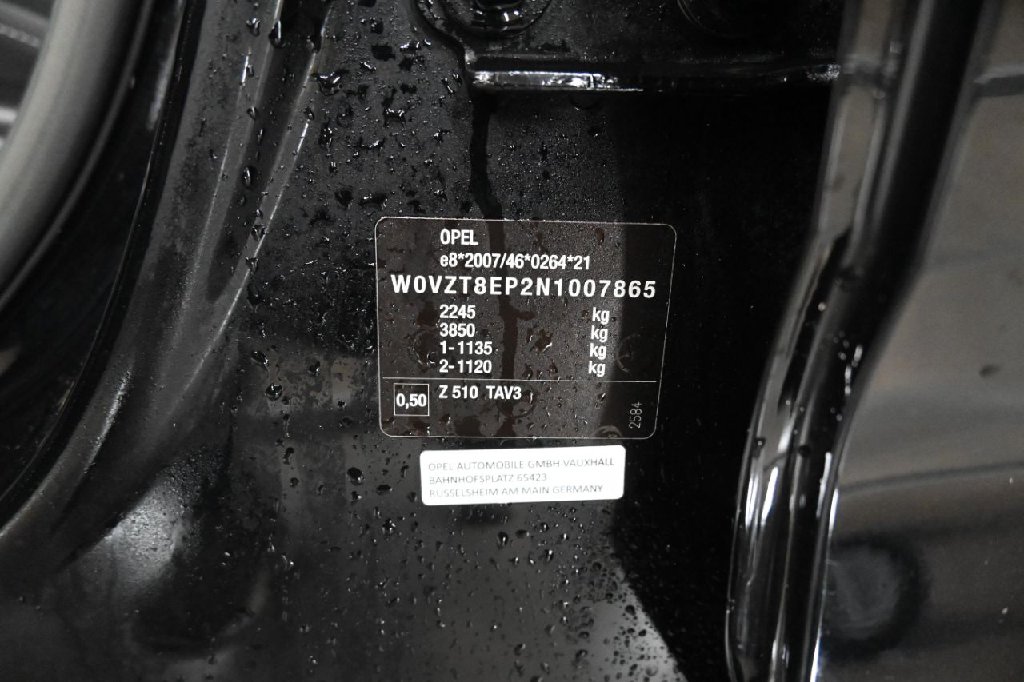 OPEL
e8*2007/46*0264*21
W0VZT8EP2N1007865
2245 kg
3850 kg
1-1135 kg
2-1120 kg
0,50 Z 510 TAV3
2584
OPEL AUTOMOBILE GMBH VAUXHALL
BAHNHOFSPLATZ 65423
RÜSSELSHEIM AM MAIN GERMANY